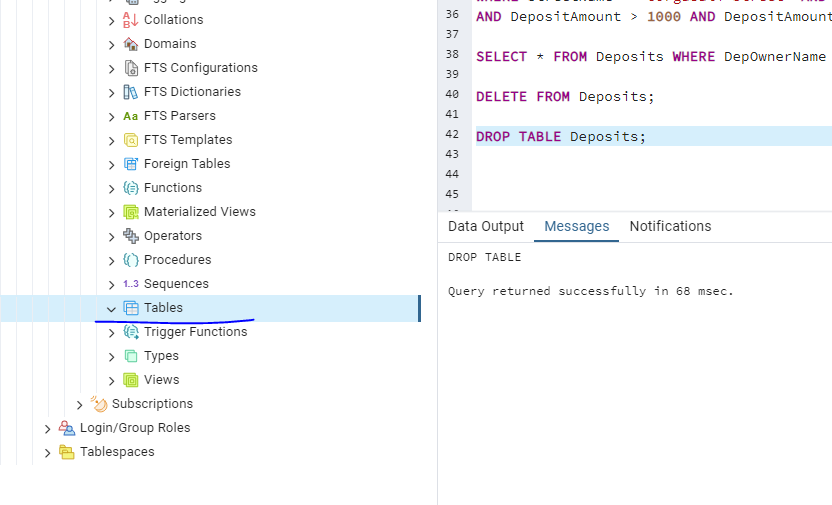 Collations
Domains
FTS Configurations
FTS Dictionaries
Aa FTS Parsers
FTS Templates
Foreign Tables
Functions
Materialized Views
Operators
Procedures
1..3 Sequences
Tables
Trigger Functions
Types
Views
Subscriptions
Login/Group Roles
Tablespaces
36 AND DepositAmount > 1000 AND DepositAmount
37
38 SELECT * FROM Deposits WHERE DepOwnerName
39
40 DELETE FROM Deposits;
41
42 DROP TABLE Deposits;
43
44
45
Data Output Messages Notifications
DROP TABLE
Query returned successfully in 68 msec.